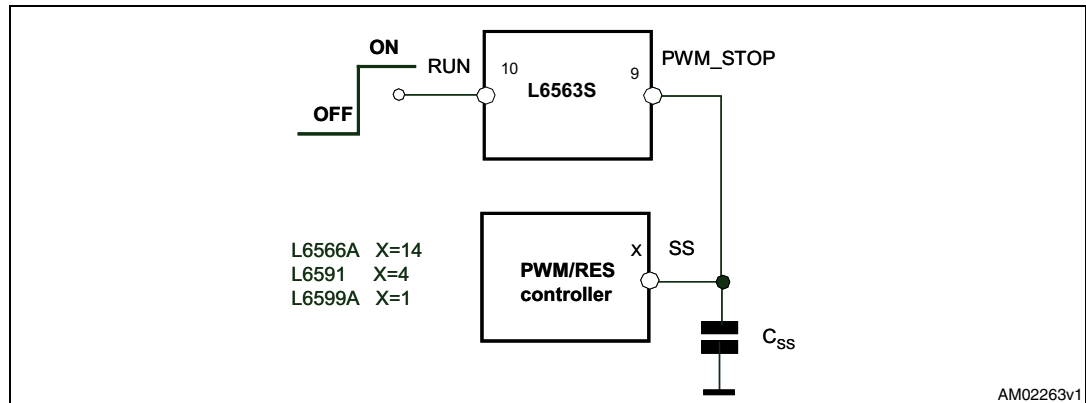 ON
RUN
OFF
10
9
L6563S
PWM_STOP
L6566A X=14
L6591 X=4
L6599A X=1
X
SS
PWM/RES
controller
CSS
AM02263v1